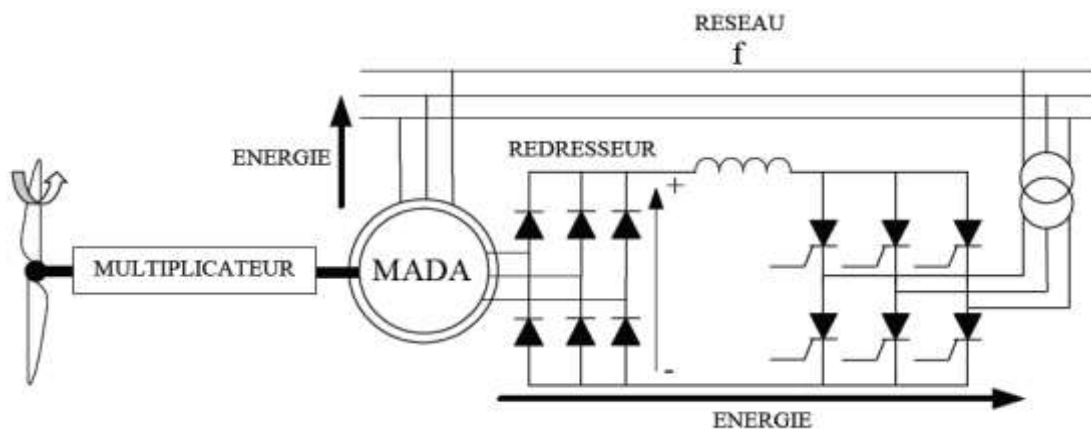 RESEAU
f
ENERGIE
REDRESSEUR
+
MULTIPLICATEUR
MADA
-
ENERGIE